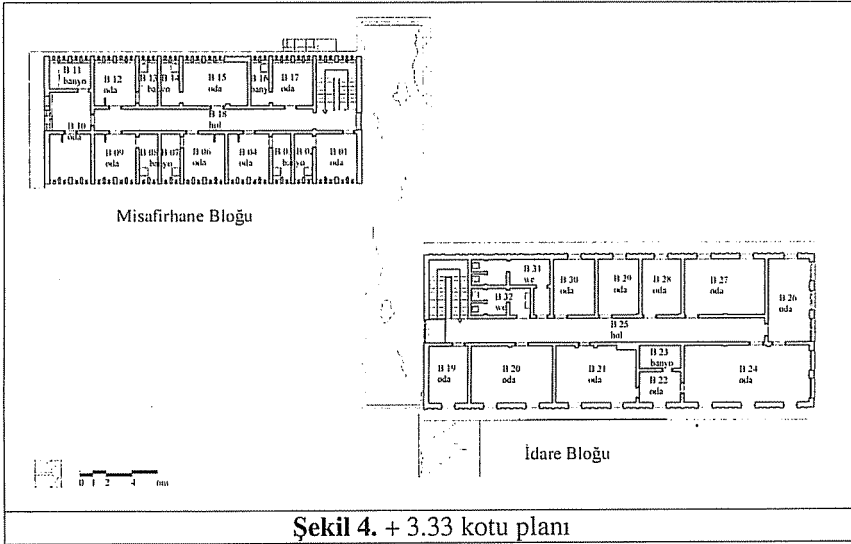 B 11
banyo
B 12
oda
B 13
banyo
B 14
B 15
oda
B 16
banyo
B 17
oda
B 18
hol
B 10
oda
B 09
oda
B 08
banyo
B 07
B 06
oda
B 04
oda
B 01
oda
Misafirhane Bloğu
B 31
wc
B 32
wc
B 30
oda
B 29
oda
B 28
oda
B 27
oda
B 26
oda
B 25
hol
B 19
oda
B 20
oda
B 21
oda
B 23
banyo
B 22
oda
B 24
oda
İdare Bloğu
0 1 2 4 6m
Şekil 4. + 3.33 kotu planı